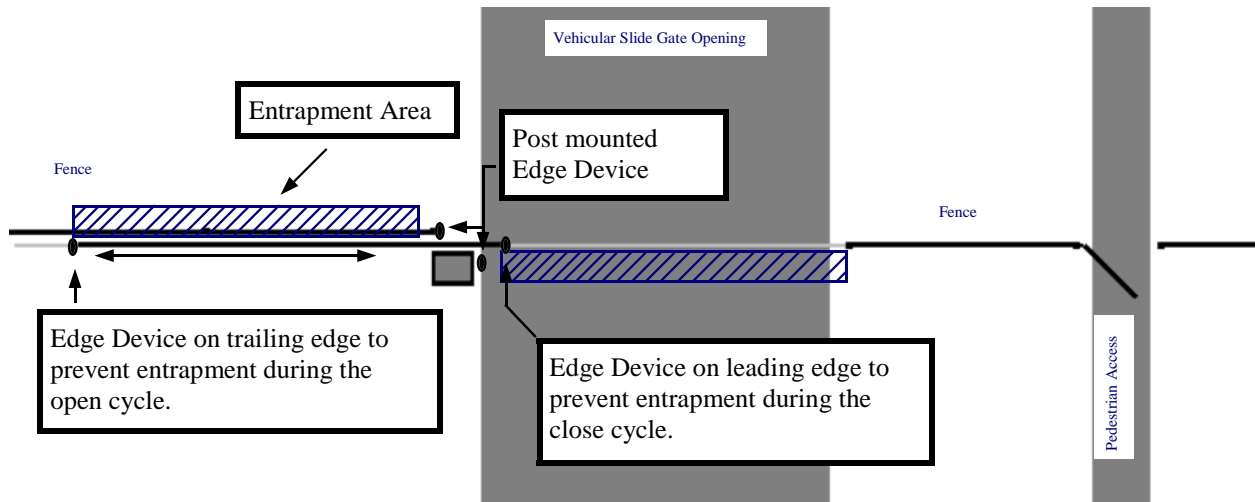 Vehicular Slide Gate Opening
Entrapment Area
Post mounted
Edge Device
Fence
Fence
Edge Device on trailing edge to
prevent entrapment during the
open cycle.
Edge Device on leading edge to
prevent entrapment during the
close cycle.
Pedestrian Access